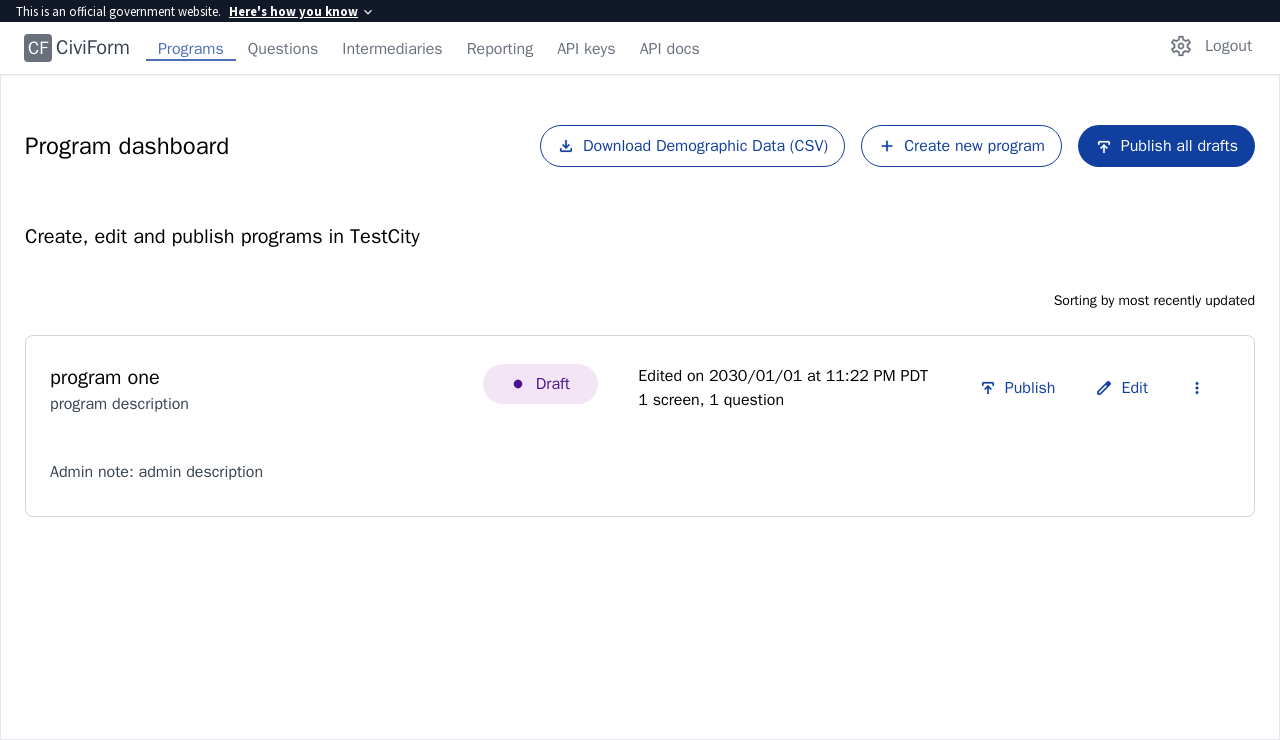 This is an official government website. Here's how you know
CF CiviForm Programs Questions Intermediaries Reporting API keys API docs Logout
Program dashboard Download Demographic Data (CSV) Create new program Publish all drafts
Create, edit and publish programs in TestCity
Sorting by most recently updated
program one
program description
Draft
Edited on 2030/01/01 at 11:22 PM PDT
1 screen, 1 question
Publish Edit
Admin note: admin description